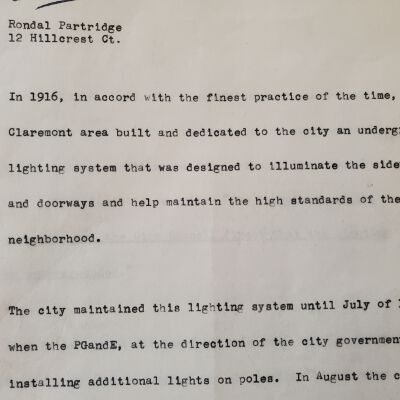 Rondal Partridge
12 Hillcrest Ct.
In 1916, in accord with the finest practice of the time,
Claremont area built and dedicated to the city an
lighting system that was designed to illuminate the
and doorways and help maintain the high standards of the
neighborhood.
The city maintained this lighting system until July of
when the PGandE, at the direction of the city
installing additional lights on poles. In August the